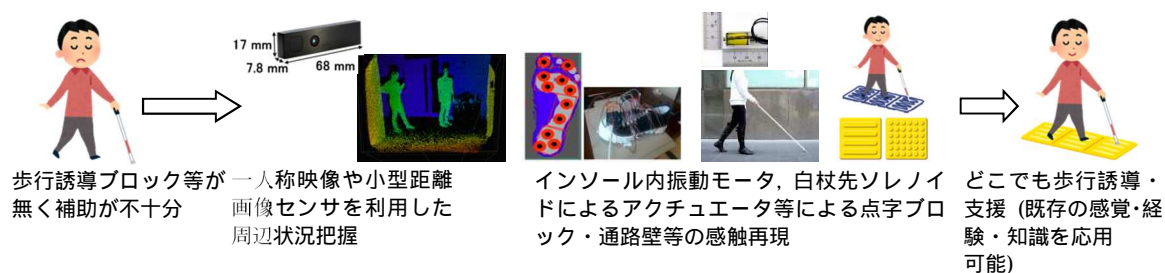 17 mm
7.8 mm
68 mm
歩行誘導ブロック等が
無く補助が不十分
一人称映像や小型距離
画像センサを利用した
周辺状況把握
インソール内振動モータ, 白杖先ソレノイ
ドによるアクチュエータ等による点字ブロ
ック・通路壁等の感触再現
どこでも歩行誘導・
支援 (既存の感覚・経
験・知識を応用
可能)